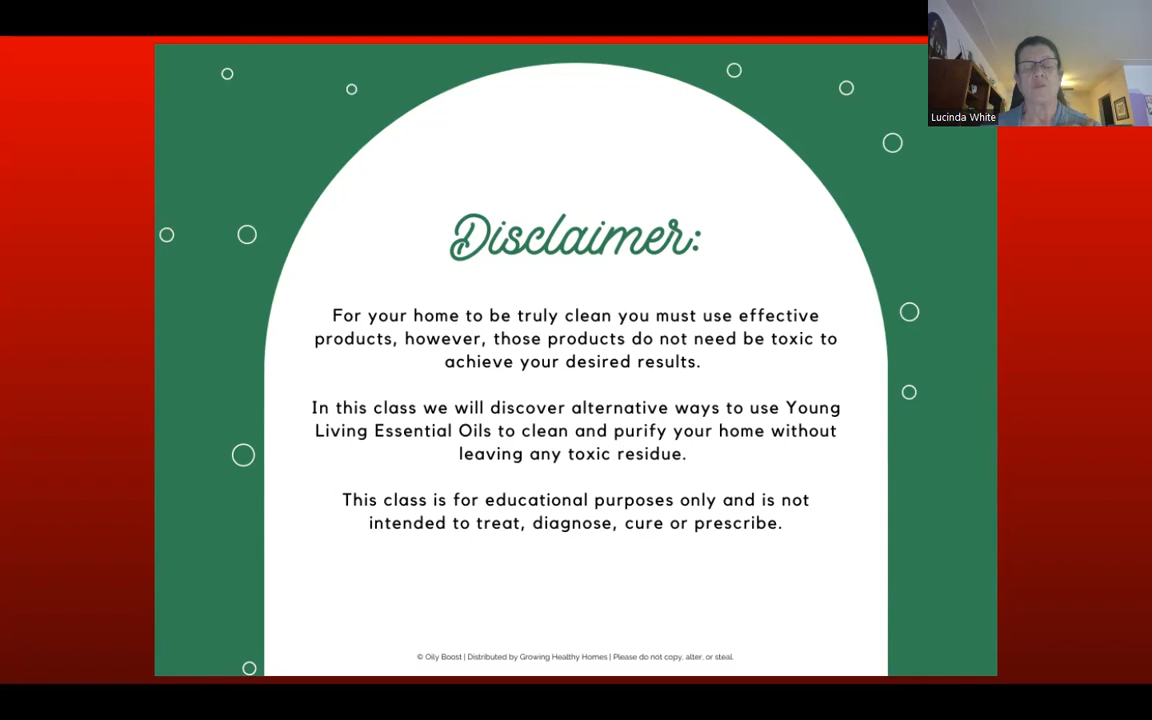 Lucinda White
Disclaimer:
For your home to be truly clean you must use effective
products, however, those products do not need be toxic to
achieve your desired results.
In this class we will discover alternative ways to use Young
Living Essential Oils to clean and purify your home without
leaving any toxic residue.
This class is for educational purposes only and is not
intended to treat, diagnose, cure or prescribe.
© Oily Boost | Distributed by Growing Healthy Homes | Please do not copy, alter, or steal.